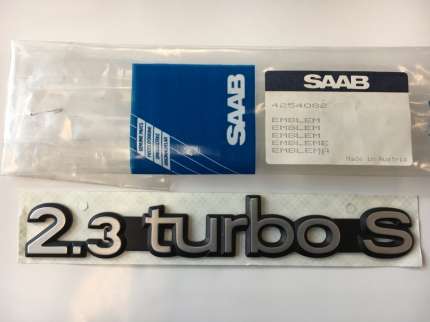 SAAB
SAAB
4254082
EMBLEM
EMBLEM
EMBLEM
EMBLEME
EMBLEMA
Made in Austria
2.3 turbo S